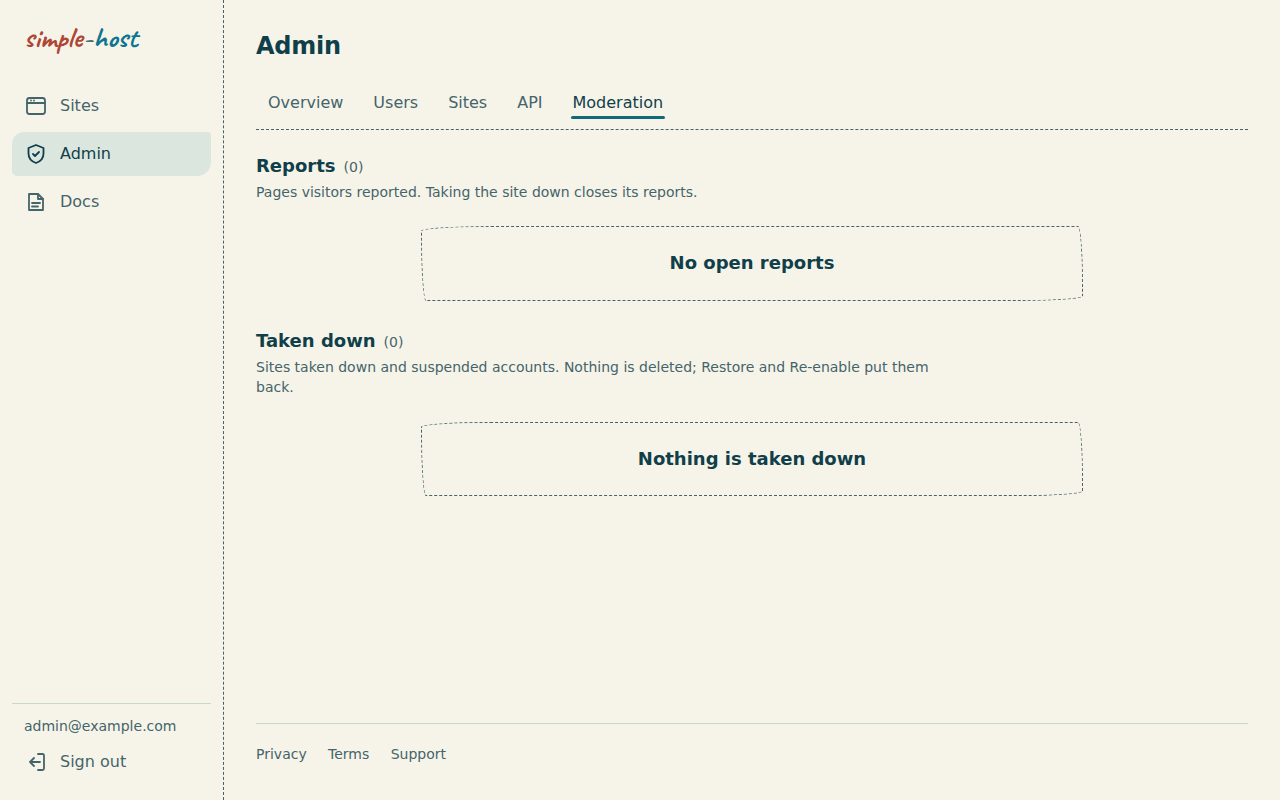 simple-host
Sites
Admin
Docs
admin@example.com
Sign out
Admin
Overview Users Sites API Moderation
Reports (0)
Pages visitors reported. Taking the site down closes its reports.
No open reports
Taken down (0)
Sites taken down and suspended accounts. Nothing is deleted; Restore and Re-enable put them
back.
Nothing is taken down
Privacy Terms Support